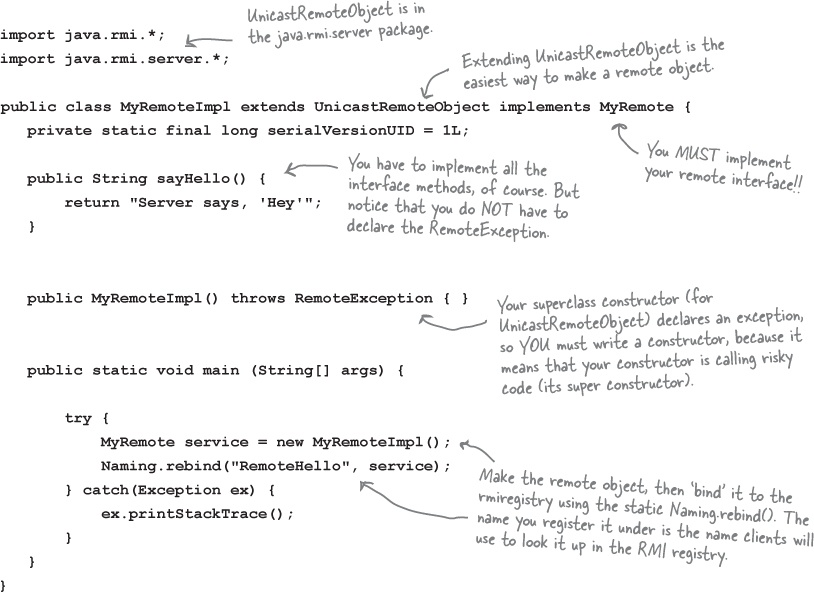 UnicastRemoteObject is in
the java.rmi.server package.
import java.rmi.*;
import java.rmi.server.*;
Extending UnicastRemoteObject is the
easiest way to make a remote object.
public class MyRemoteImpl extends UnicastRemoteObject implements MyRemote {
private static final long serialVersionUID = 1L;
You MUST implement
your remote interface!!
public String sayHello() {
return "Server says, 'Hey'";
}
You have to implement all the
interface methods, of course. But
notice that you do NOT have to
declare the RemoteException.
public MyRemoteImpl() throws RemoteException { }
Your superclass constructor (for
UnicastRemoteObject) declares an exception,
so YOU must write a constructor, because it
means that your constructor is calling risky
code (its super constructor).
public static void main (String[] args) {
try {
MyRemote service = new MyRemoteImpl();
Naming.rebind("RemoteHello", service);
} catch(Exception ex) {
ex.printStackTrace();
}
}
}
Make the remote object, then 'bind' it to the
rmiregistry using the static Naming.rebind(). The
name you register it under is the name clients will
use to look it up in the RMI registry.